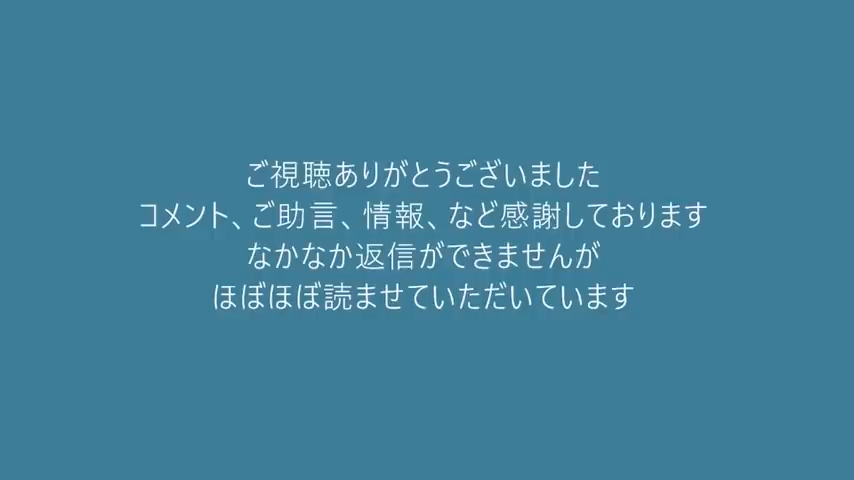 ご視聴ありがとうございました
コメント、ご助言、情報、など感謝しております
なかなか返信ができませんが
ほぼほぼ読ませていただいています